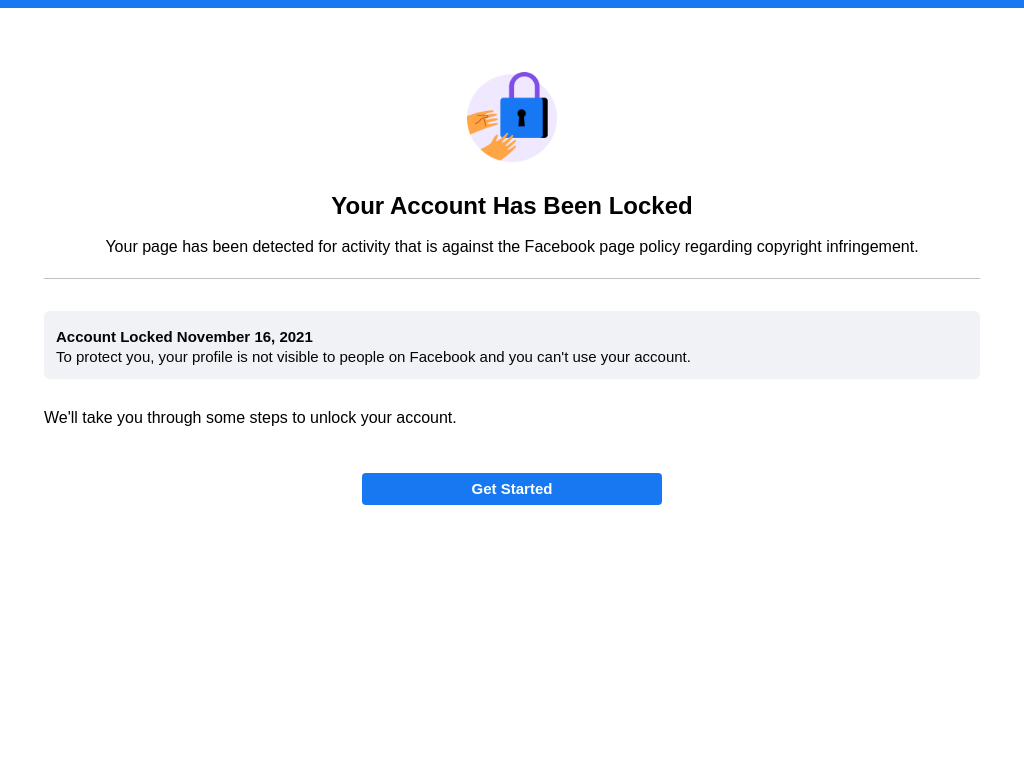 Your Account Has Been Locked
Your page has been detected for activity that is against the Facebook page policy regarding copyright infringement.
Account Locked November 16, 2021
To protect you, your profile is not visible to people on Facebook and you can't use your account.
We'll take you through some steps to unlock your account.
Get Started